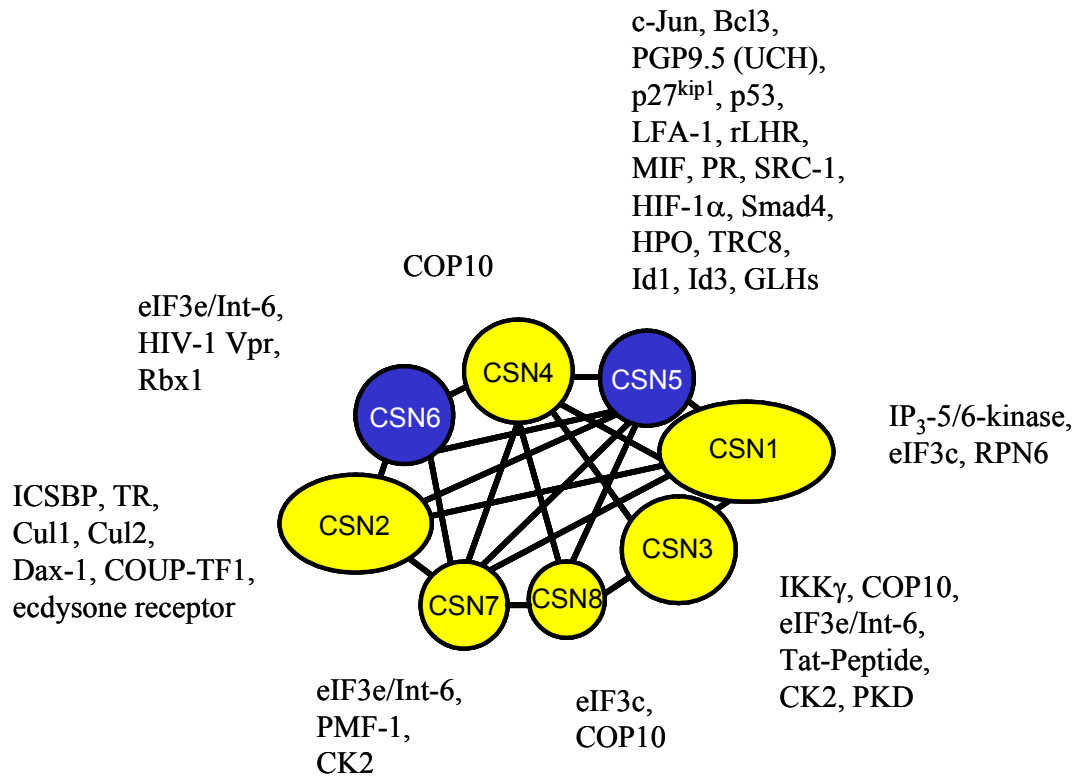 c-Jun, Bcl3,
PGP9.5 (UCH),
p27kip1, p53,
LFA-1, rLHR,
MIF, PR, SRC-1,
HIF-1α, Smad4,
HPO, TRC8,
Id1, Id3, GLHs
COP10
eIF3e/Int-6,
HIV-1 Vpr,
Rbx1
CSN4
CSN5
CSN6
CSN1
IP3-5/6-kinase,
eIF3c, RPN6
ICSBP, TR,
Cul1, Cul2,
Dax-1, COUP-TF1,
ecdysone receptor
CSN2
CSN3
CSN7
CSN8
IKKγ, COP10,
eIF3e/Int-6,
Tat-Peptide,
CK2, PKD
eIF3e/Int-6,
PMF-1,
CK2
eIF3c,
COP10